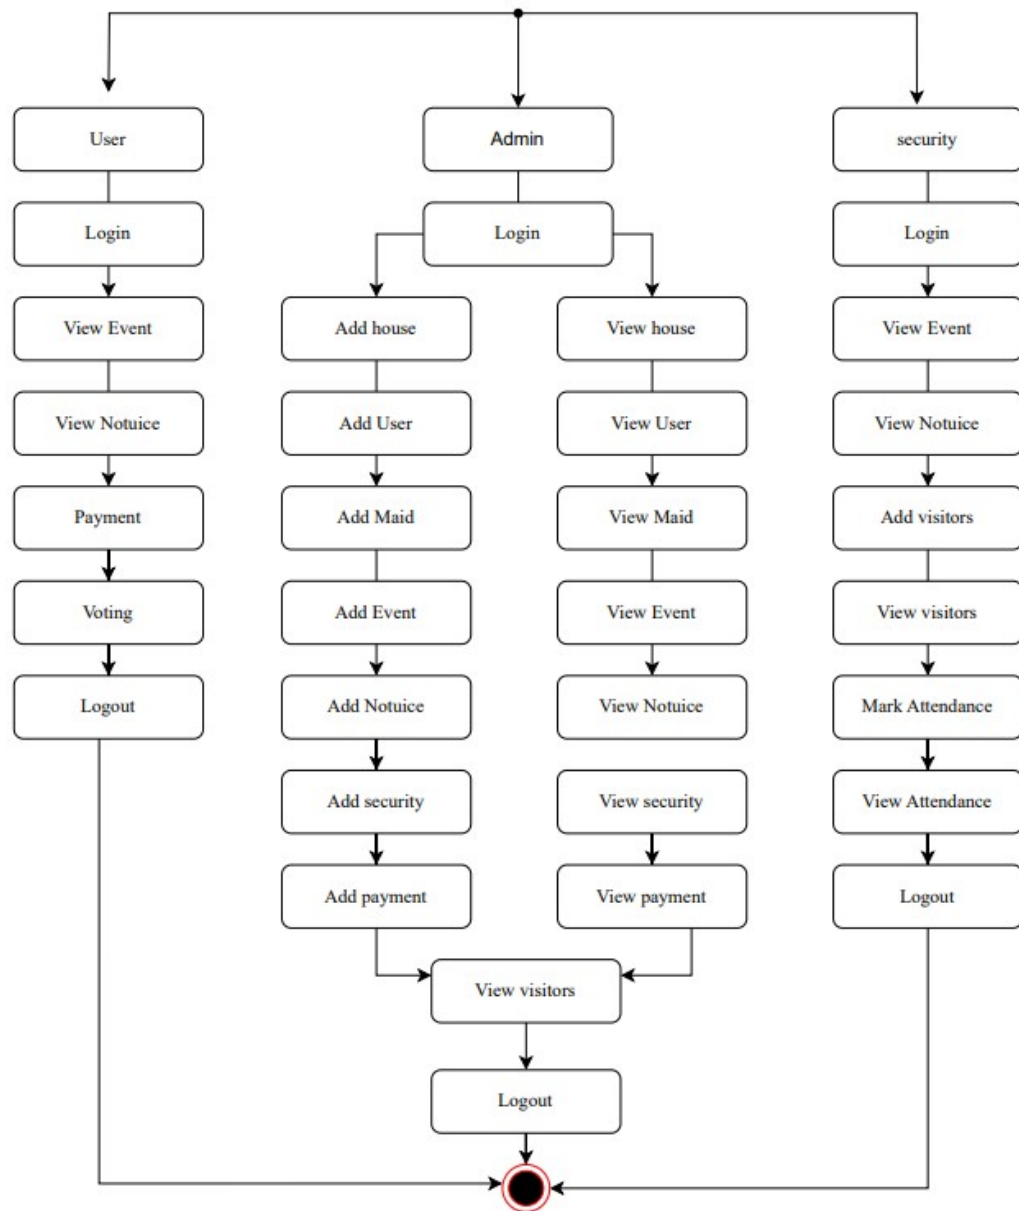 User
Admin
security
Login
Login
Login
View Event
Add house
View house
View Event
View Notuice
Add User
View User
View Notuice
Payment
Add Maid
View Maid
Add visitors
Voting
Add Event
View Event
View visitors
Logout
Add Notuice
View Notuice
Mark Attendance
Add security
View security
View Attendance
Add payment
View payment
Logout
View visitors
Logout